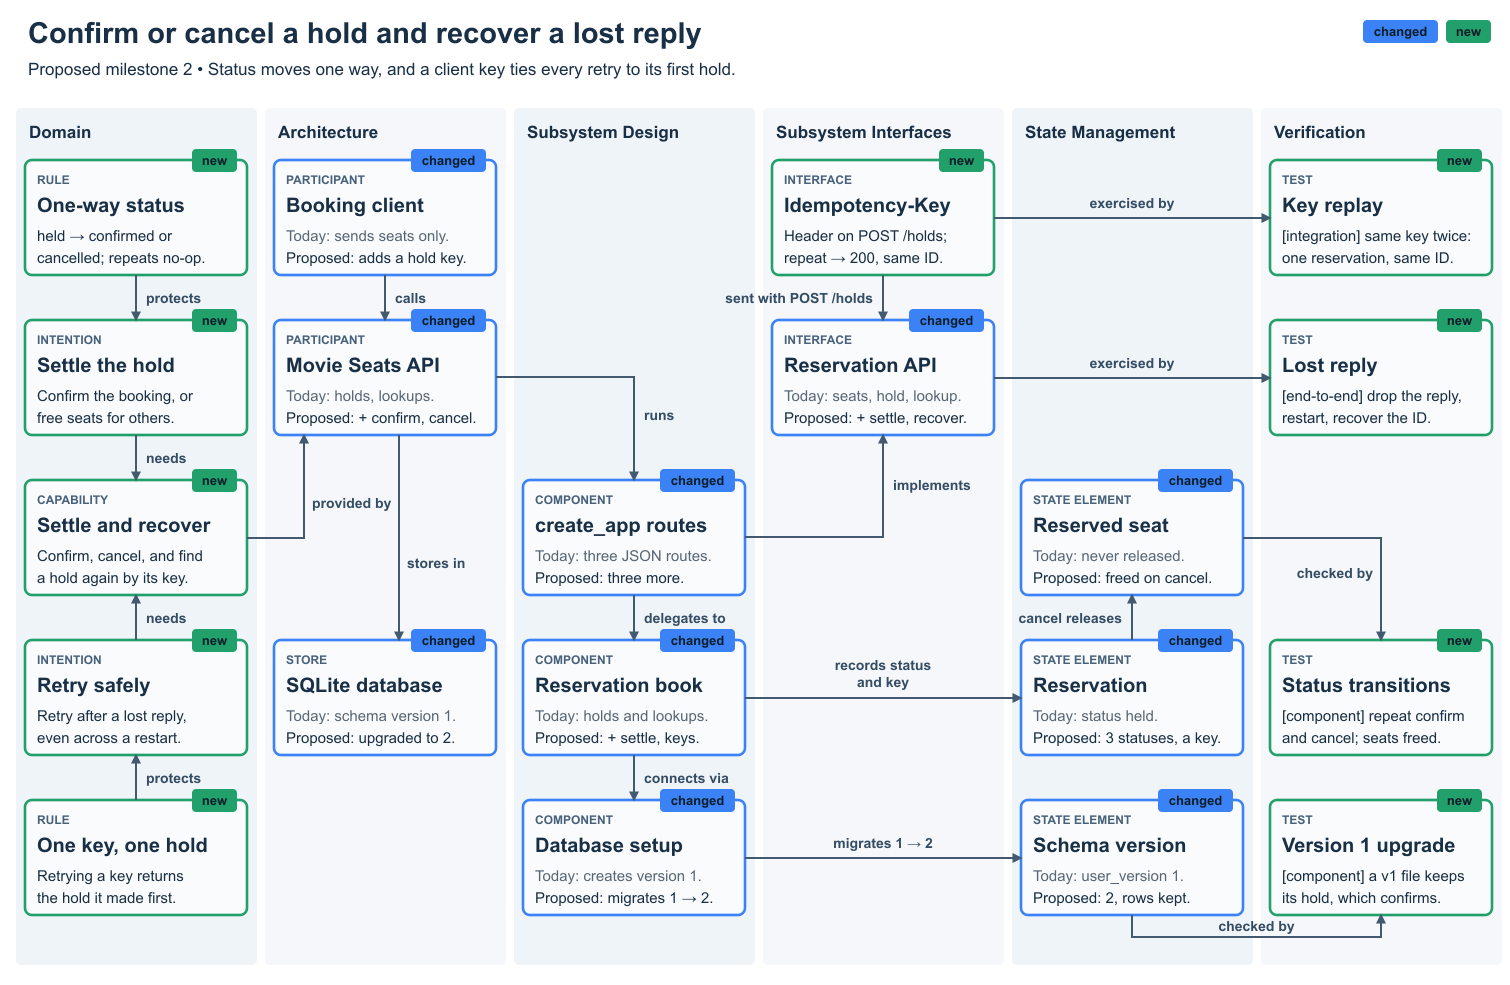 Confirm or cancel a hold and recover a lost reply
changed
new
Proposed milestone 2 • Status moves one way, and a client key ties every retry to its first hold.
Domain
new
RULE
One-way status
held → confirmed or
cancelled; repeats no-op.
protects
new
INTENTION
Settle the hold
Confirm the booking, or
free seats for others.
needs
new
CAPABILITY
Settle and recover
Confirm, cancel, and find
a hold again by its key.
needs
new
INTENTION
Retry safely
Retry after a lost reply,
even across a restart.
protects
new
RULE
One key, one hold
Retrying a key returns
the hold it made first.
Architecture
changed
PARTICIPANT
Booking client
Today: sends seats only.
Proposed: adds a hold key.
calls
changed
PARTICIPANT
Movie Seats API
Today: holds, lookups.
Proposed: + confirm, cancel.
provided by
stores in
changed
STORE
SQLite database
Today: schema version 1.
Proposed: upgraded to 2.
Subsystem Design
runs
changed
COMPONENT
create_app routes
Today: three JSON routes.
Proposed: three more.
delegates to
changed
COMPONENT
Reservation book
Today: holds and lookups.
Proposed: + settle, keys.
connects via
changed
COMPONENT
Database setup
Today: creates version 1.
Proposed: migrates 1 → 2.
Subsystem Interfaces
new
INTERFACE
Idempotency-Key
Header on POST /holds;
repeat → 200, same ID.
sent with POST /holds
changed
INTERFACE
Reservation API
Today: seats, hold, lookup.
Proposed: + settle, recover.
implements
records status
and key
migrates 1 → 2
State Management
exercised by
exercised by
changed
STATE ELEMENT
Reserved seat
Today: never released.
Proposed: freed on cancel.
cancel releases
changed
STATE ELEMENT
Reservation
Today: status held.
Proposed: 3 statuses, a key.
changed
STATE ELEMENT
Schema version
Today: user_version 1.
Proposed: 2, rows kept.
checked by
Verification
new
TEST
Key replay
[integration] same key twice:
one reservation, same ID.
new
TEST
Lost reply
[end-to-end] drop the reply,
restart, recover the ID.
checked by
new
TEST
Status transitions
[component] repeat confirm
and cancel; seats freed.
new
TEST
Version 1 upgrade
[component] a v1 file keeps
its hold, which confirms.